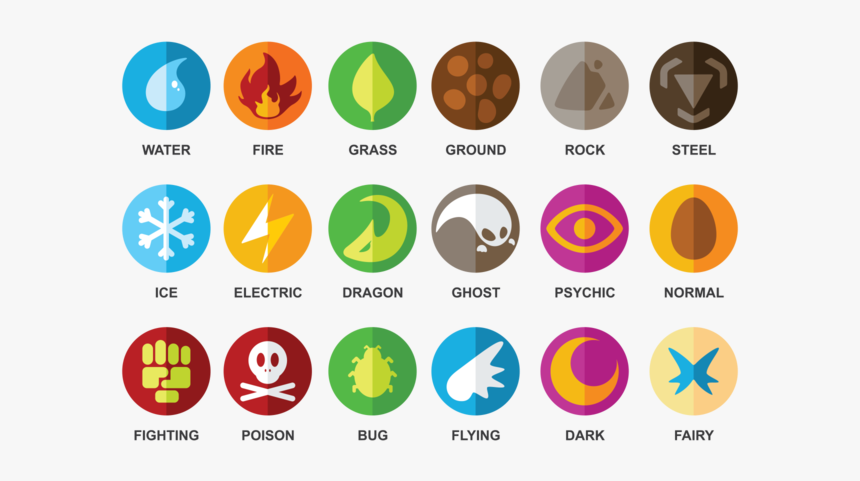 WATER FIRE GRASS GROUND ROCK STEEL
ICE ELECTRIC DRAGON GHOST PSYCHIC NORMAL
FIGHTING POISON BUG FLYING DARK FAIRY